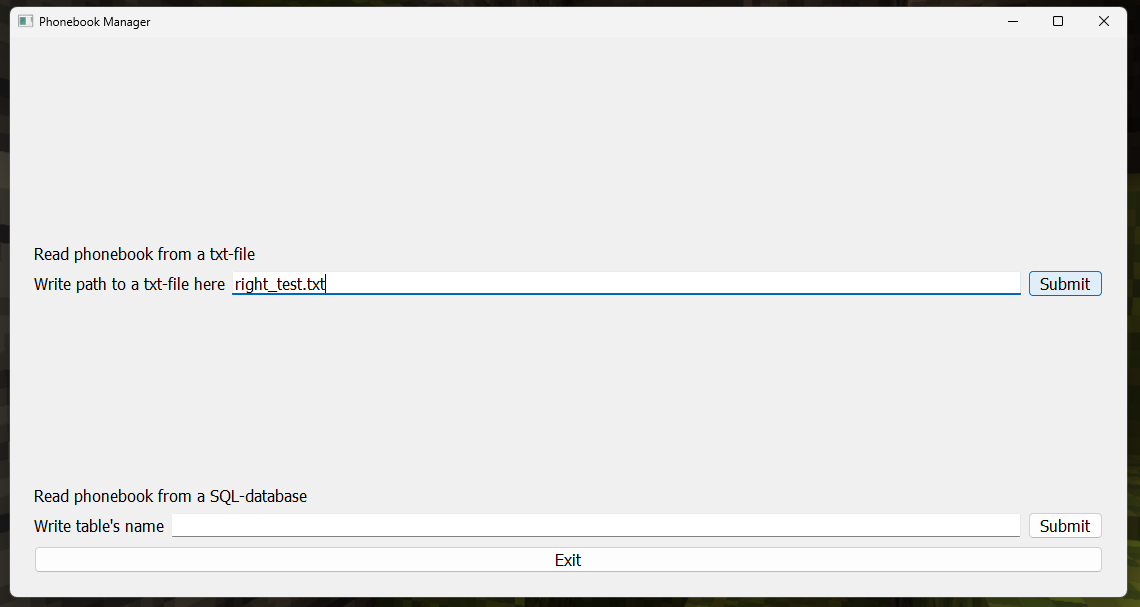 Phonebook Manager
Read phonebook from a txt-file
Write path to a txt-file here right_test.txt Submit
Read phonebook from a SQL-database
Write table's name Submit
Exit